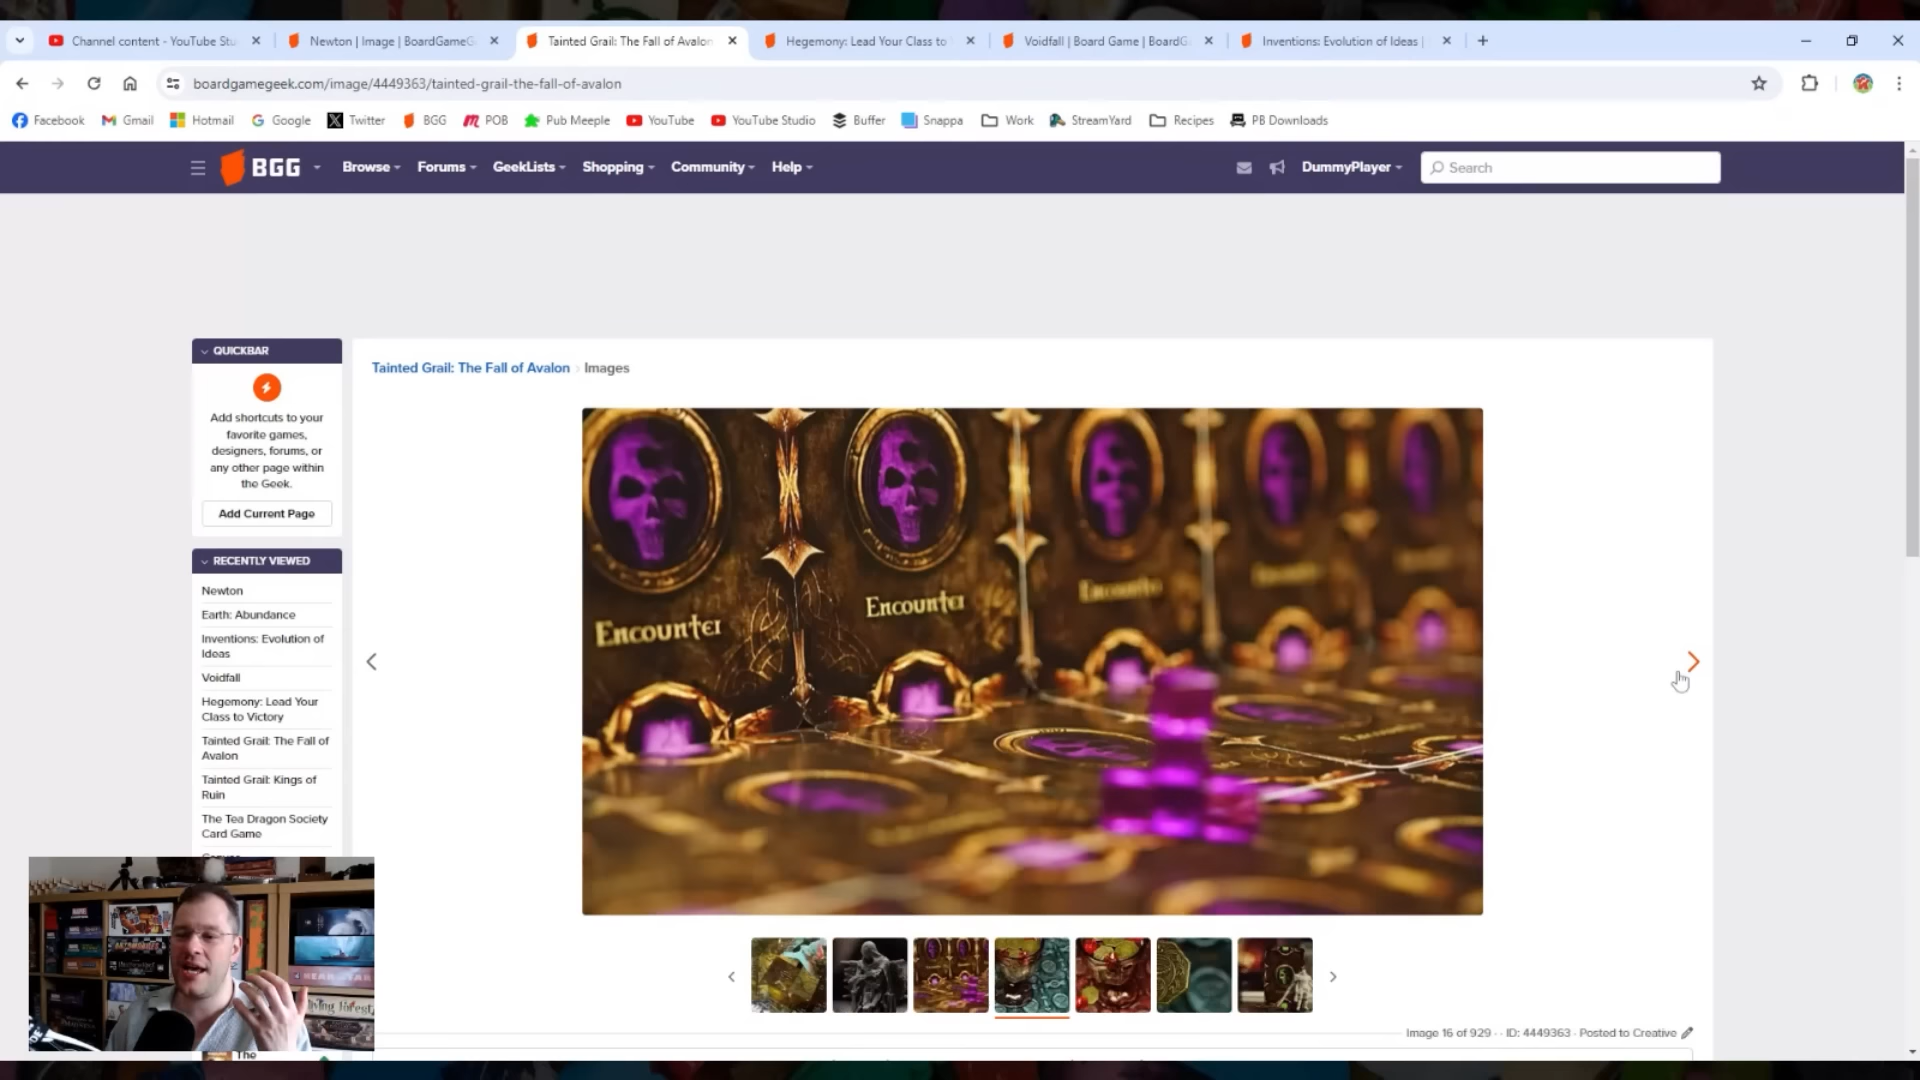 Channel content - YouTube Stu
Newton | Image | BoardGameG
Tainted Grail: The Fall of Avalon
Hegemony: Lead Your Class to
Voidfall | Board Game | BoardG
Inventions: Evolution of Ideas |
boardgamegeek.com/image/4449363/tainted-grail-the-fall-of-avalon
Facebook Gmail Hotmail Google Twitter BGG POB Pub Meeple YouTube YouTube Studio Buffer Snappa Work StreamYard Recipes PB Downloads
BGG Browse Forums GeekLists Shopping Community Help DummyPlayer Search
QUICKBAR
Add shortcuts to your
favorite games,
designers, forums, or
any other page within
the Geek.
Add Current Page
RECENTLY VIEWED
Newton
Earth: Abundance
Inventions: Evolution of
Ideas
Voidfall
Hegemony: Lead Your
Class to Victory
Tainted Grail: The Fall of
Avalon
Tainted Grail: Kings of
Ruin
The Tea Dragon Society
Card Game
Tainted Grail: The Fall of Avalon Images
Encounter
Encounter
Encounter
Image 16 of 929 - - ID: 4449363 - Posted to Creative
Living Forest
The